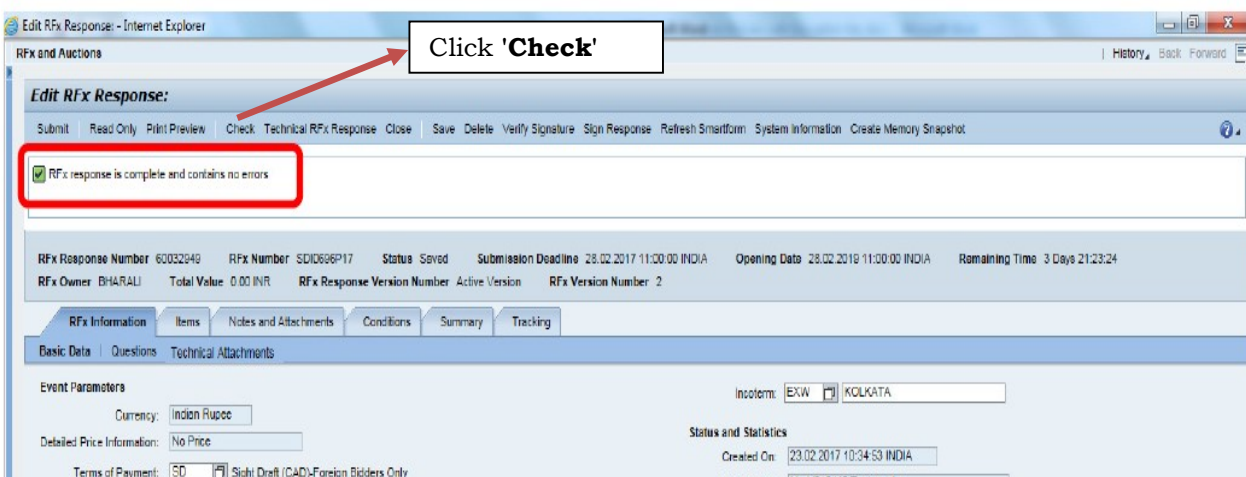 Edit RFx Response: - Internet Explorer
Click 'Check'
RFx and Auctions
History Back Forward
Edit RFx Response:
Submit Read Only Print Preview Check Technical RFx Response Close Save Delete Verify Signature Sign Response Refresh Smartform System Information Create Memory Snapshot
RFx response is complete and contains no errors
RFx Response Number 60032949 RFx Number SDI0696P17 Status Saved Submission Deadline 28.02.2017 11:00:00 INDIA Opening Date 28.02.2019 11:00:00 INDIA Remaining Time 3 Days 21:23:24
RFx Owner BHARALI Total Value 0.00 INR RFx Response Version Number Active Version RFx Version Number 2
RFx Information Items Notes and Attachments Conditions Summary Tracking
Basic Data Questions Technical Attachments
Event Parameters
Incoterm: EXW KOLKATA
Currency: Indian Rupee
Status and Statistics
Detailed Price Information: No Price
Created On: 23.02.2017 10:34:53 INDIA
Terms of Payment: SD Sight Draft (CAD)-Foreign Bidders Only